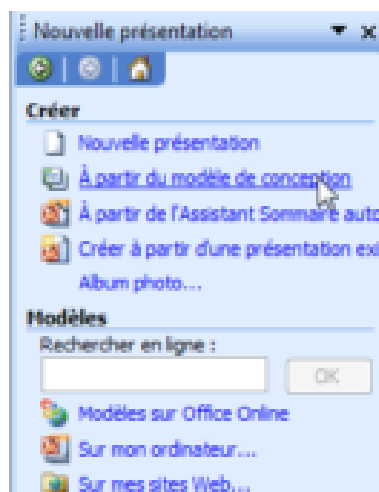 Nouvelle présentation
Créer
Nouvelle présentation
À partir du modèle de conception
À partir de l'Assistant Sommaire auto
Créer à partir d'une présentation exi
Album photo...
Modèles
Rechercher en ligne :
OK
Modèles sur Office Online
Sur mon ordinateur...
Sur mes sites Web...